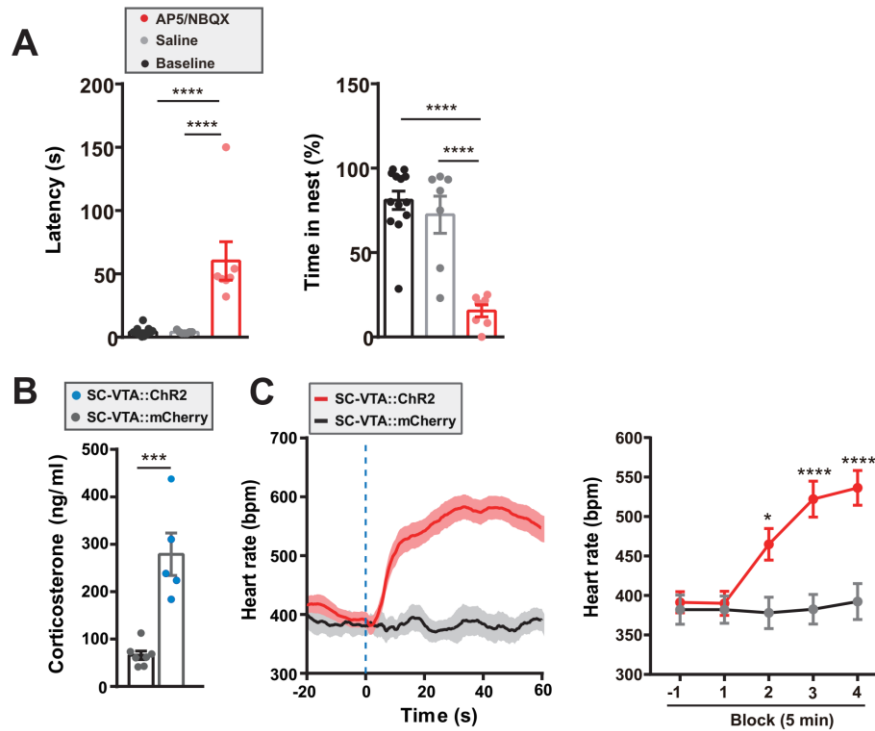 A
AP5/NBQX
Saline
Baseline
Latency (s)
200
150
100
50
0
****
****
Time in nest (%)
150
100
50
0
****
****
B
SC-VTA::ChR2
SC-VTA::mCherry
Corticosterone (ng/ml)
500
400
300
200
100
0
***
C
SC-VTA::ChR2
SC-VTA::mCherry
Heart rate (bpm)
700
600
500
400
300
-20 0 20 40 60
Time (s)
Heart rate (bpm)
600
550
500
450
400
350
300
* **** ****
-1 1 2 3 4
Block (5 min)